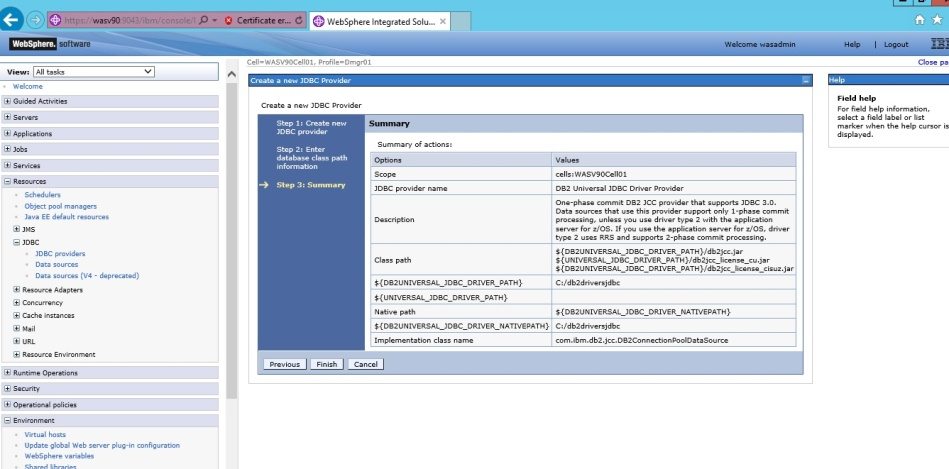 https://wasv90:9043/ibm/console/l
Certificate er...
WebSphere Integrated Solu...
WebSphere. software
Welcome wasadmin
Help | Logout
IBM
View: All tasks
Welcome
Guided Activities
Servers
Applications
Jobs
Services
Resources
Schedulers
Object pool managers
Java EE default resources
JMS
JDBC
JDBC providers
Data sources
Data sources (V4 - deprecated)
Resource Adapters
Concurrency
Cache instances
Mail
URL
Resource Environment
Runtime Operations
Security
Operational policies
Environment
Virtual hosts
Update global Web server plug-in configuration
WebSphere variables
Shared libraries
Cell=WASV90Cell01, Profile=Dmgr01
Close pa
Create a new JDBC Provider
Create a new JDBC Provider
Step 1: Create new
JDBC provider
Step 2: Enter
database class path
information
Step 3: Summary
Summary
Summary of actions:
Options Values
Scope cells:WASV90Cell01
JDBC provider name DB2 Universal JDBC Driver Provider
Description
One-phase commit DB2 JCC provider that supports JDBC 3.0.
Data sources that use this provider support only 1-phase commit
processing, unless you use driver type 2 with the application
server for z/OS. If you use the application server for z/OS, driver
type 2 uses RRS and supports 2-phase commit processing.
Class path
${DB2UNIVERSAL_JDBC_DRIVER_PATH}/db2jcc.jar
${UNIVERSAL_JDBC_DRIVER_PATH}/db2jcc_license_cu.jar
${DB2UNIVERSAL_JDBC_DRIVER_PATH}/db2jcc_license_cisuz.jar
${DB2UNIVERSAL_JDBC_DRIVER_PATH} C:/db2driversjdbc
${UNIVERSAL_JDBC_DRIVER_PATH}
Native path ${DB2UNIVERSAL_JDBC_DRIVER_NATIVEPATH}
${DB2UNIVERSAL_JDBC_DRIVER_NATIVEPATH} C:/db2driversjdbc
Implementation class name com.ibm.db2.jcc.DB2ConnectionPoolDataSource
Previous Finish Cancel
Help
Field help
For field help information,
select a field label or list
marker when the help cursor is
displayed.